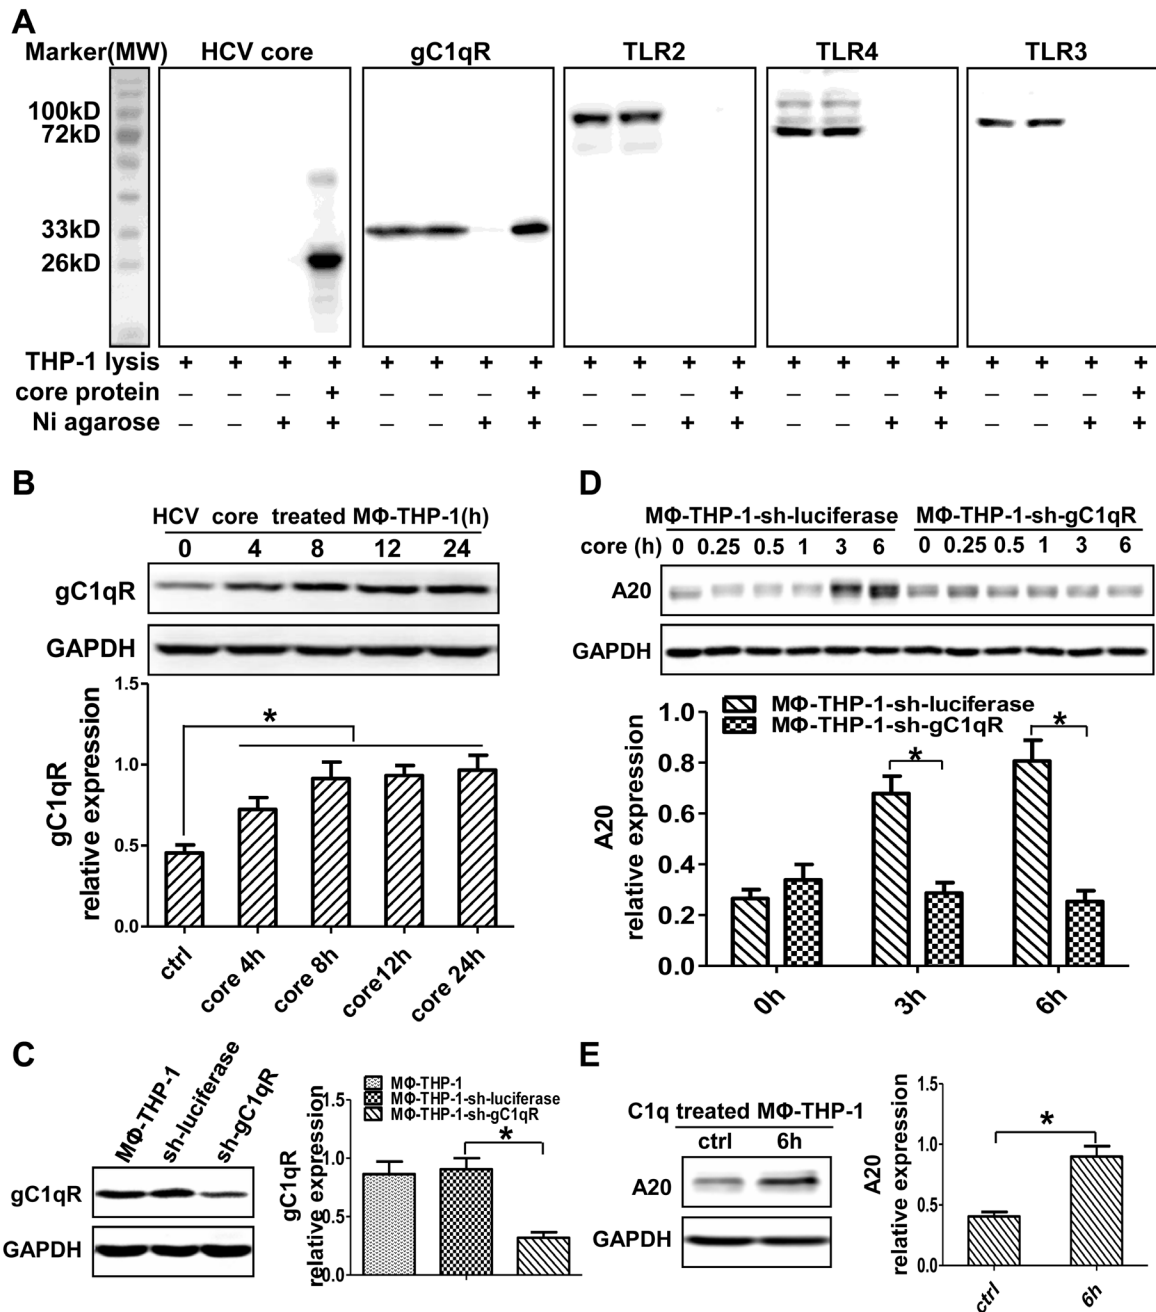 A
Marker(MW) HCV core gC1qR TLR2 TLR4 TLR3
100kD
72kD
33kD
26kD
THP-1 lysis + + + + + + + + + + + + + + + + + + + +
core protein – – – + – – – + – – – + – – – + – – – +
Ni agarose – – + + – – + + – – + + – – + + – – + +
B
HCV core treated MΦ-THP-1(h)
0 4 8 12 24
gC1qR
GAPDH
gC1qR
relative expression
1.5
1.0
0.5
0.0
*
ctrl core 4h core 8h core12h core 24h
D
MΦ-THP-1-sh-luciferase MΦ-THP-1-sh-gC1qR
core (h) 0 0.25 0.5 1 3 6 0 0.25 0.5 1 3 6
A20
GAPDH
MΦ-THP-1-sh-luciferase
MΦ-THP-1-sh-gC1qR
A20
relative expression
1.0
0.8
0.6
0.4
0.2
0.0
* *
0h 3h 6h
C
MΦ-THP-1 sh-luciferase sh-gC1qR
gC1qR
GAPDH
MΦ-THP-1
MΦ-THP-1-sh-luciferase
MΦ-THP-1-sh-gC1qR
gC1qR
relative expression
1.5
1.0
0.5
0.0
*
E
C1q treated MΦ-THP-1
ctrl 6h
A20
GAPDH
A20
relative expression
1.5
1.0
0.5
0.0
*
ctrl 6h